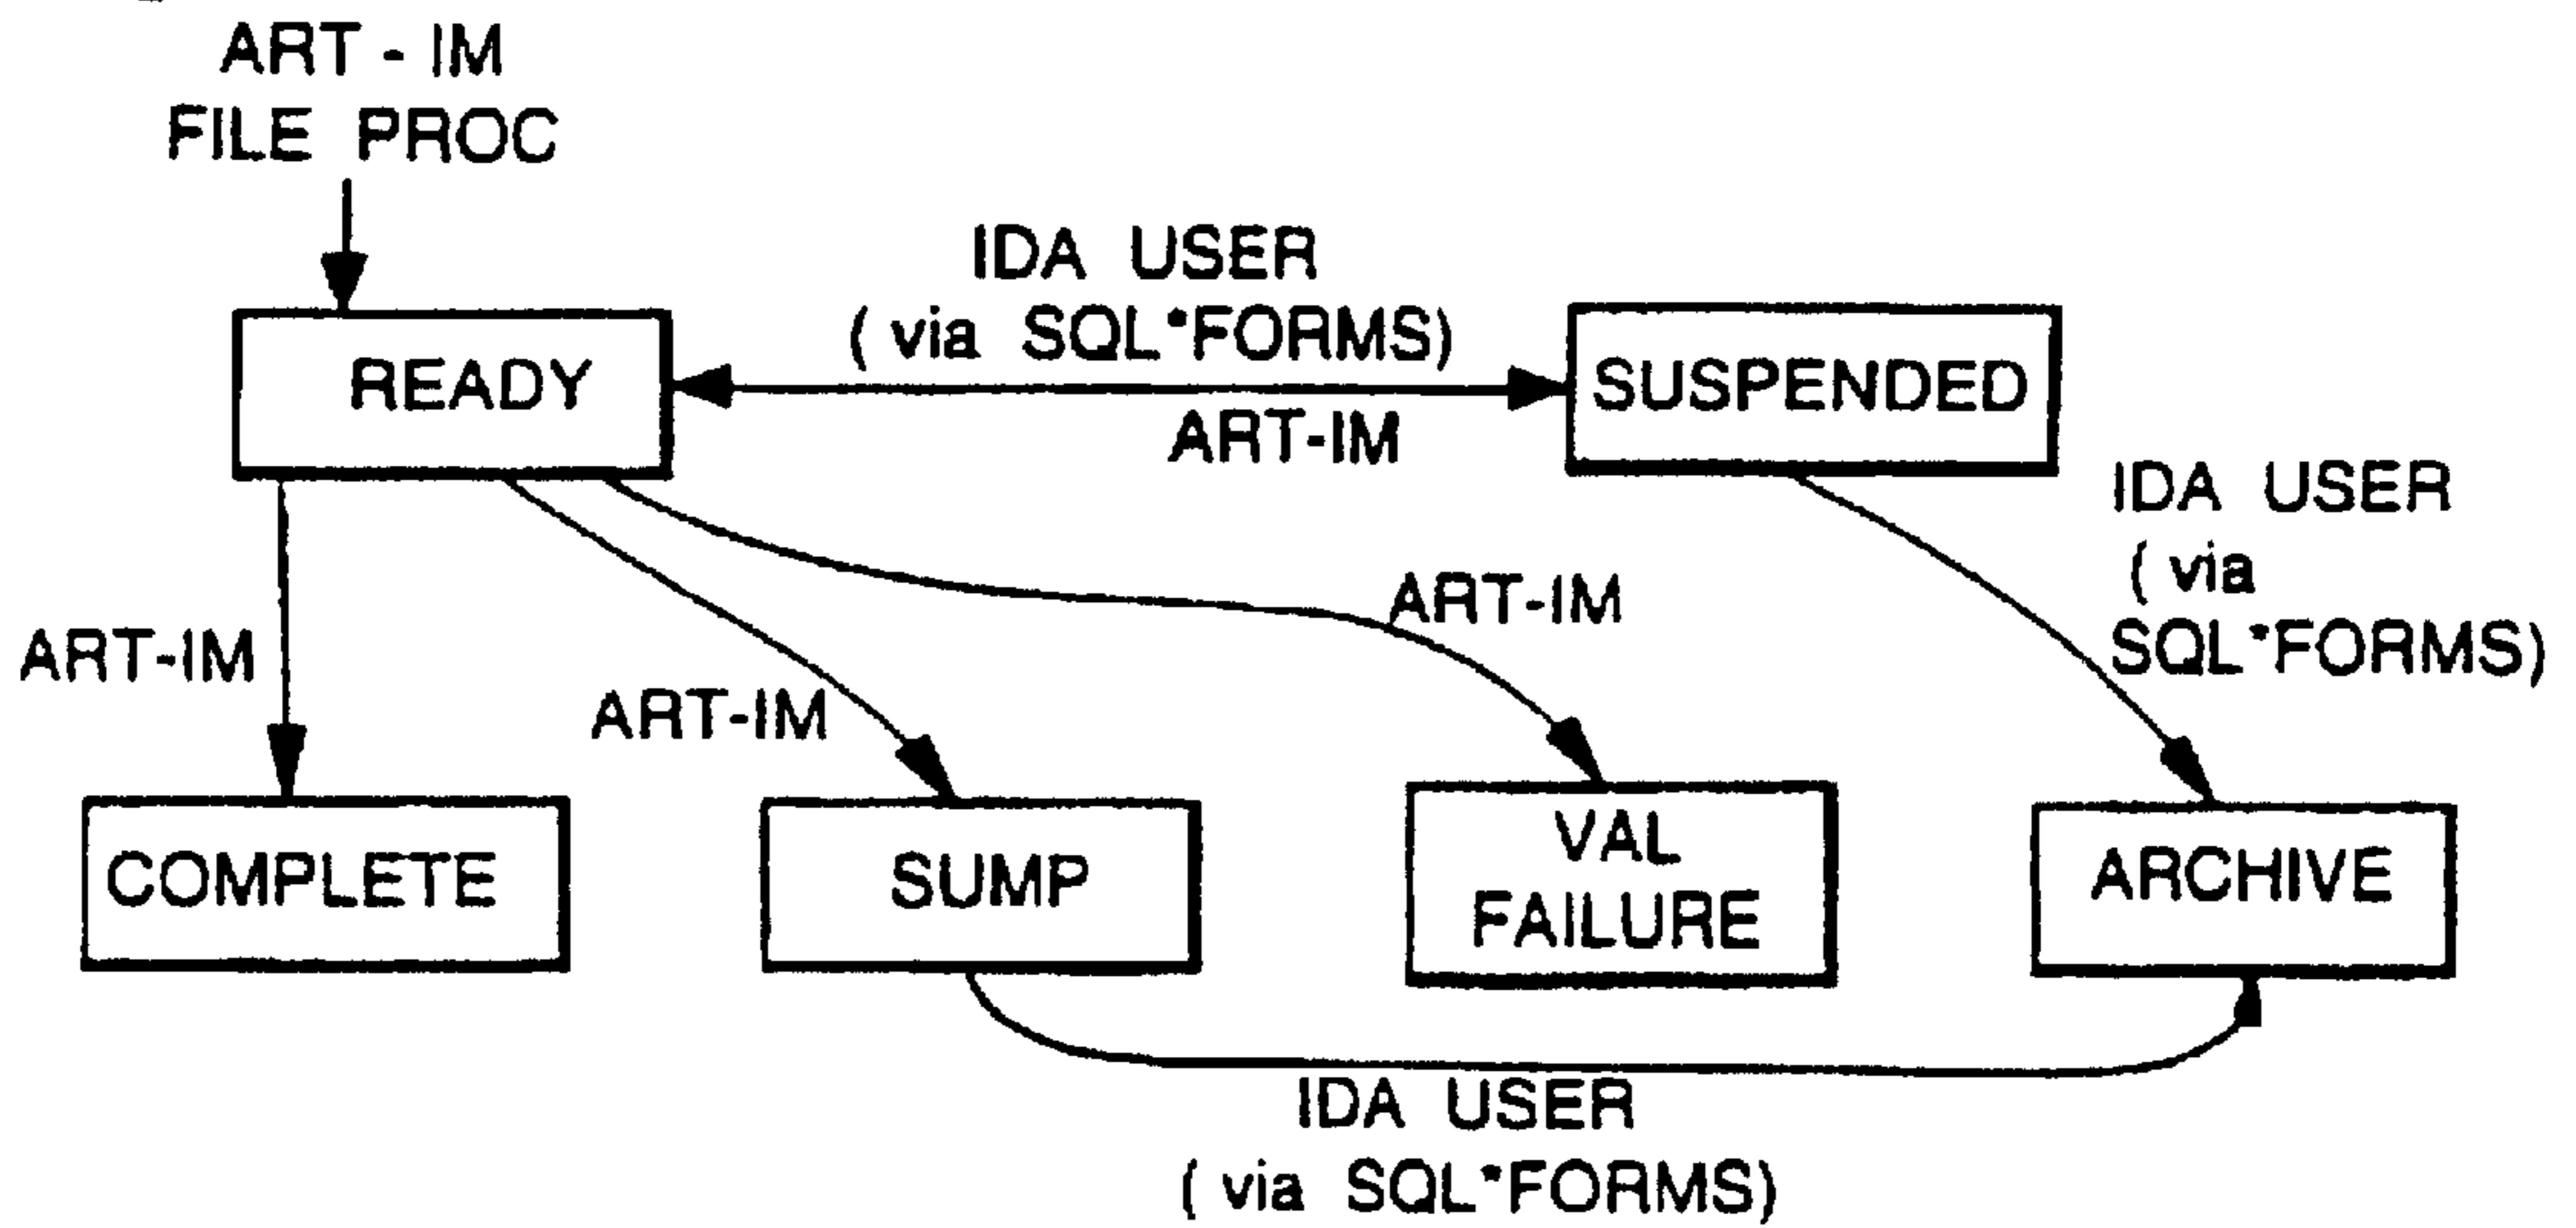 ART - IM
FILE PROC
IDA USER
( via SQL*FORMS)
READY
SUSPENDED
ART-IM
IDA USER
( via
SQL*FORMS)
ART-IM
ART-IM
ART-IM
COMPLETE
SUMP
VAL
FAILURE
ARCHIVE
IDA USER
( via SQL*FORMS)